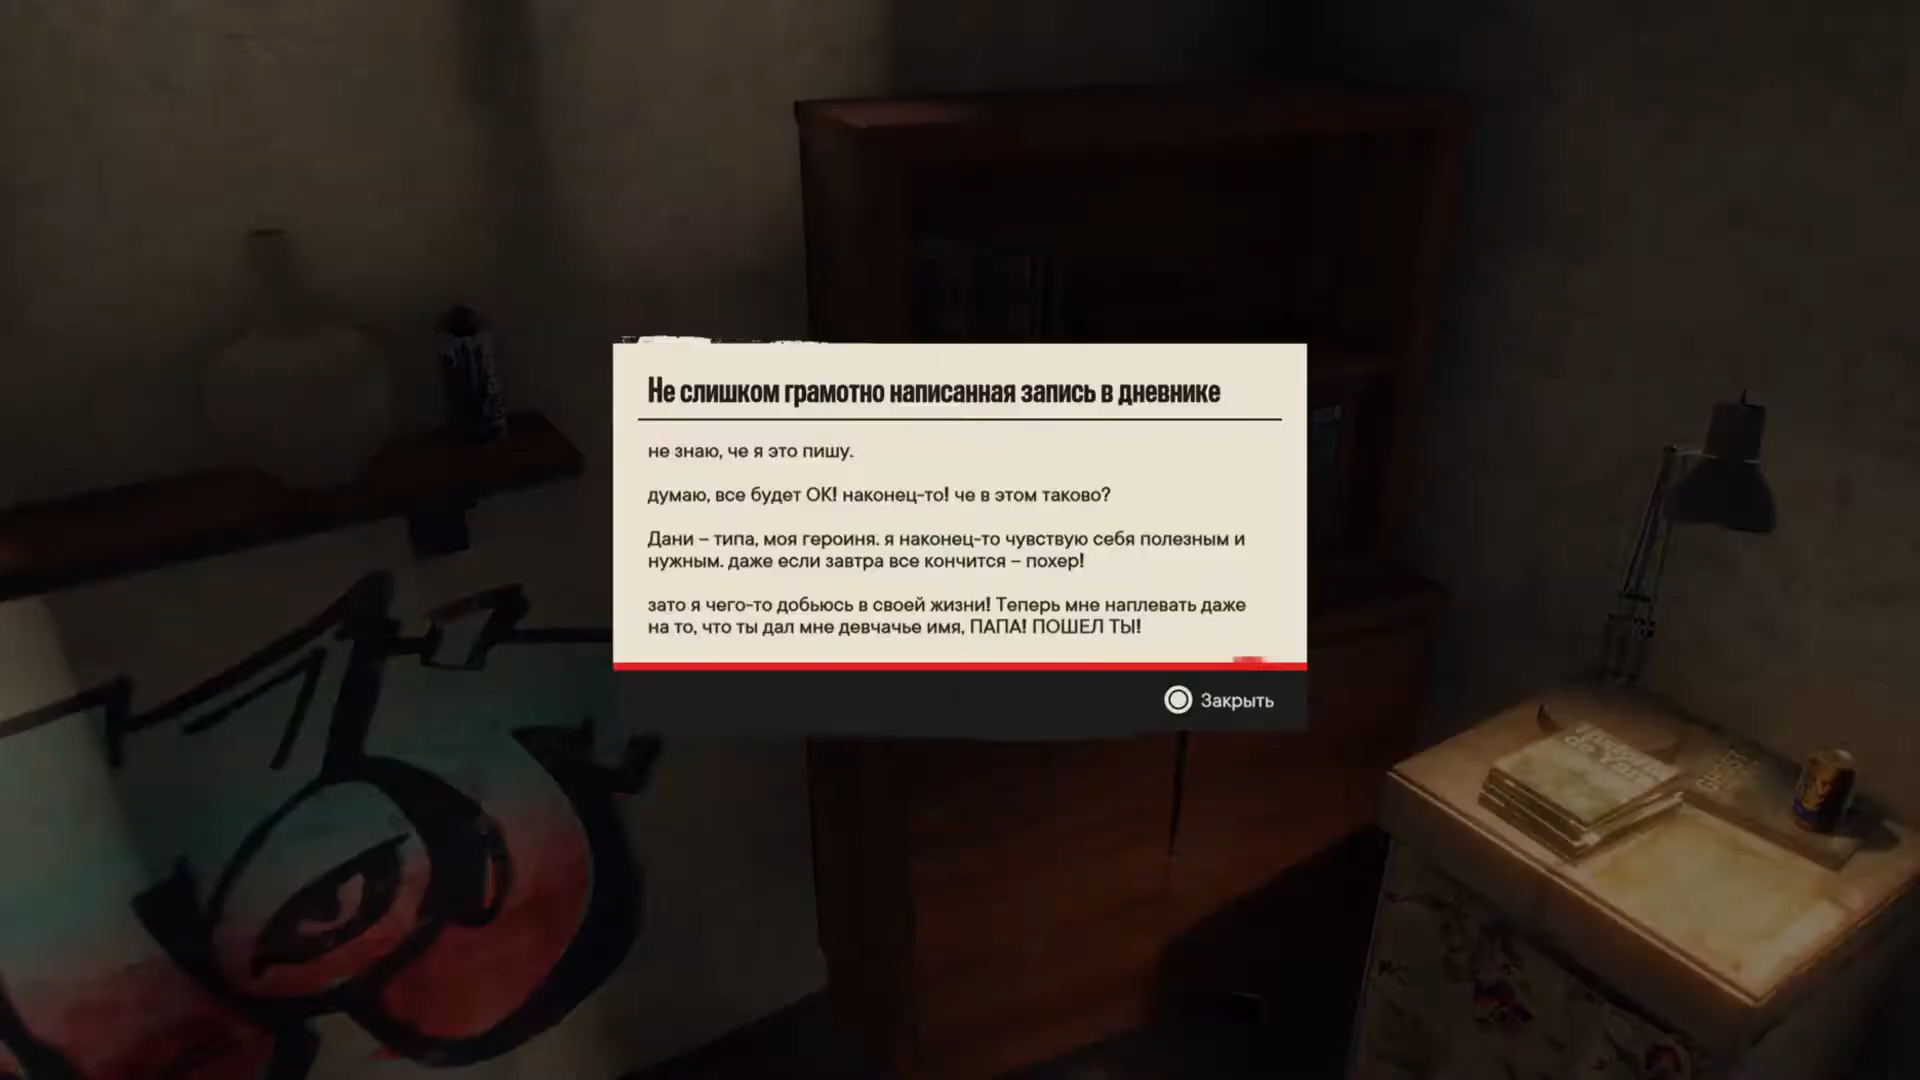 Не слишком грамотно написанная запись в дневнике
не знаю, че я это пишу.
думаю, все будет ОК! наконец-то! че в этом таково?
Дани – типа, моя героиня. я наконец-то чувствую себя полезным и
нужным. даже если завтра все кончится – похер!
зато я чего-то добьюсь в своей жизни! Теперь мне наплевать даже
на то, что ты дал мне девчачье имя, ПАПА! ПОШЕЛ ТЫ!
Закрыть